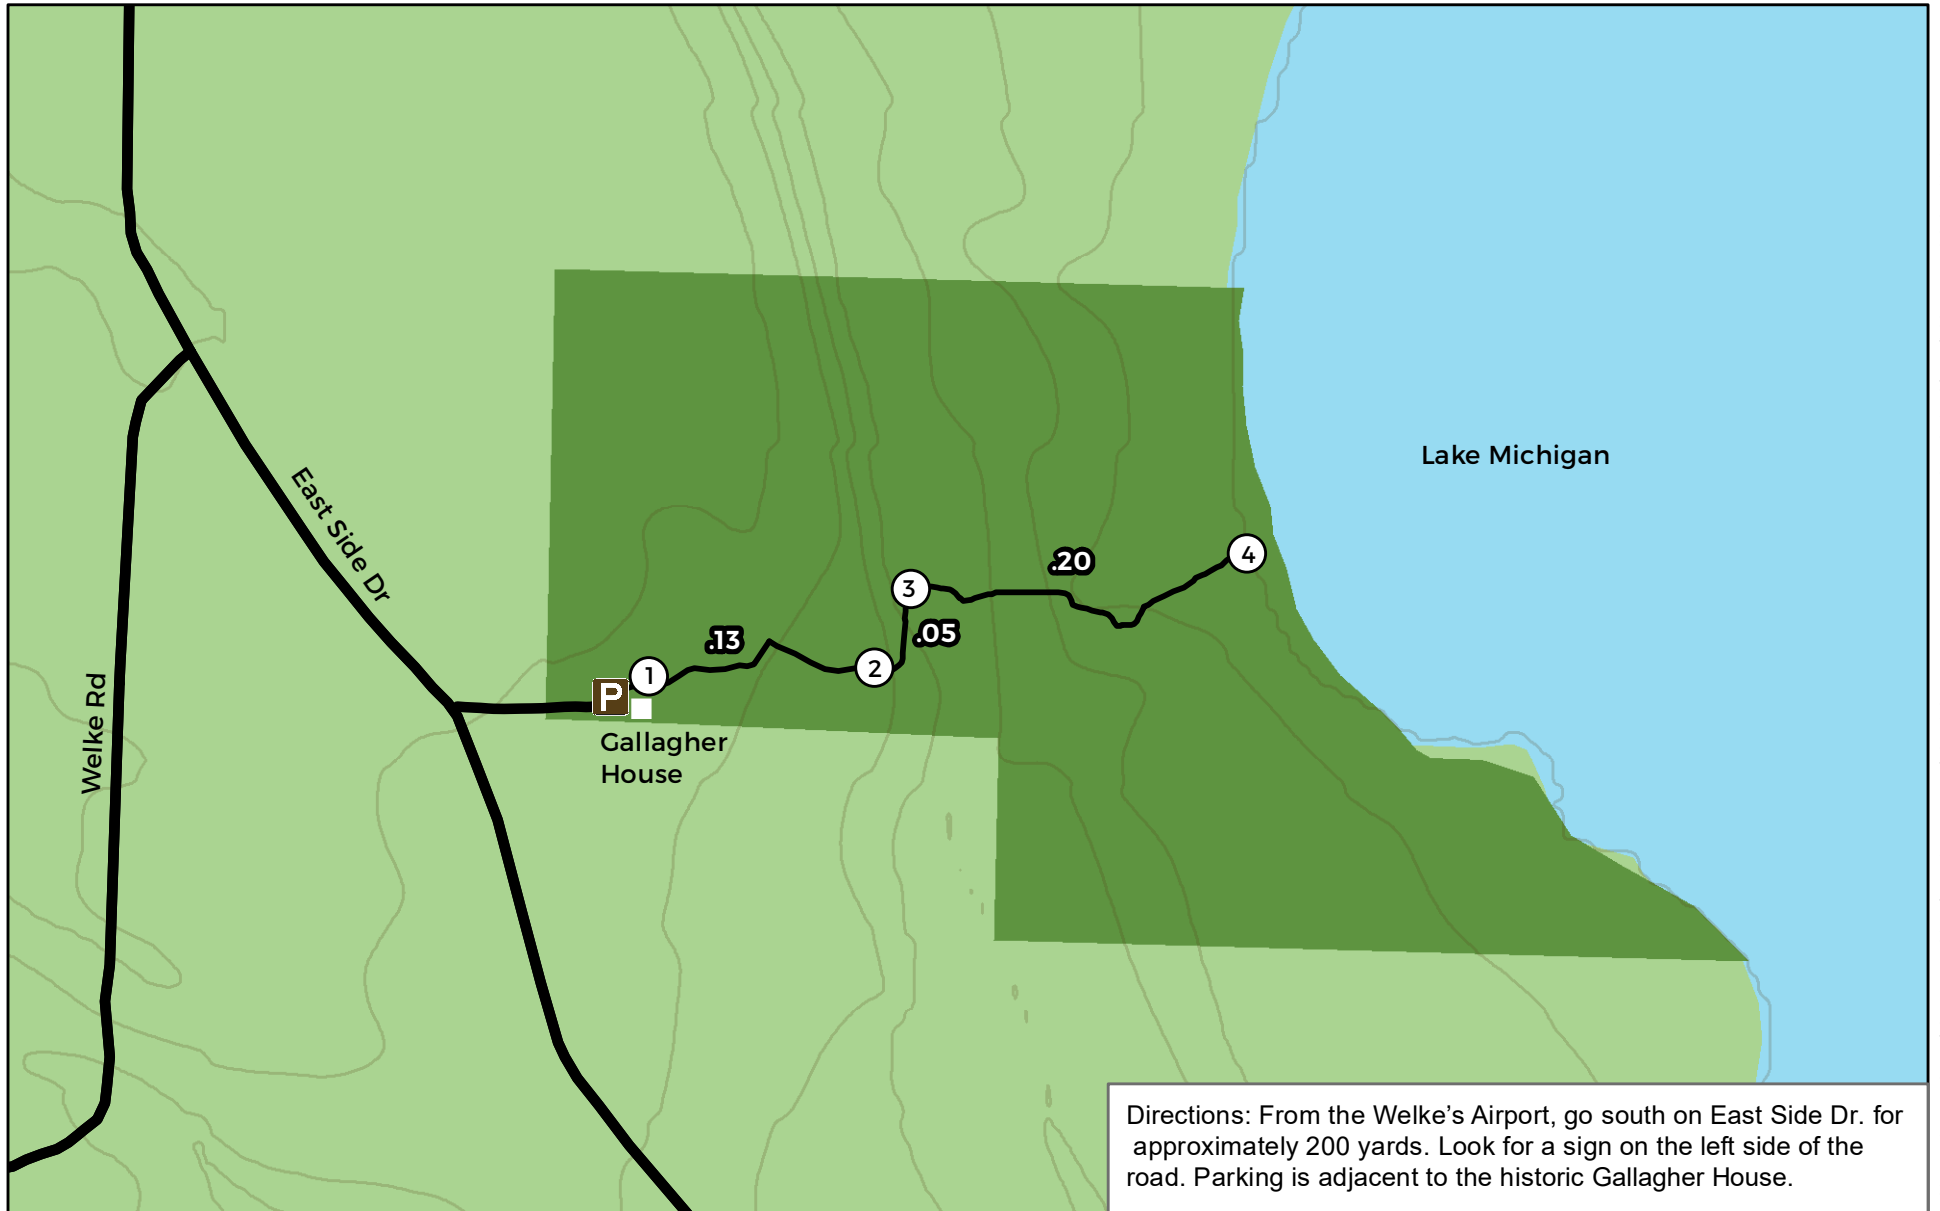 East Side Dr
Lake Michigan
.20
4
3
.13
.05
1
2
P
Welke Rd
Gallagher
House
Directions: From the Welke’s Airport, go south on East Side Dr. for
approximately 200 yards. Look for a sign on the left side of the
road. Parking is adjacent to the historic Gallagher House.